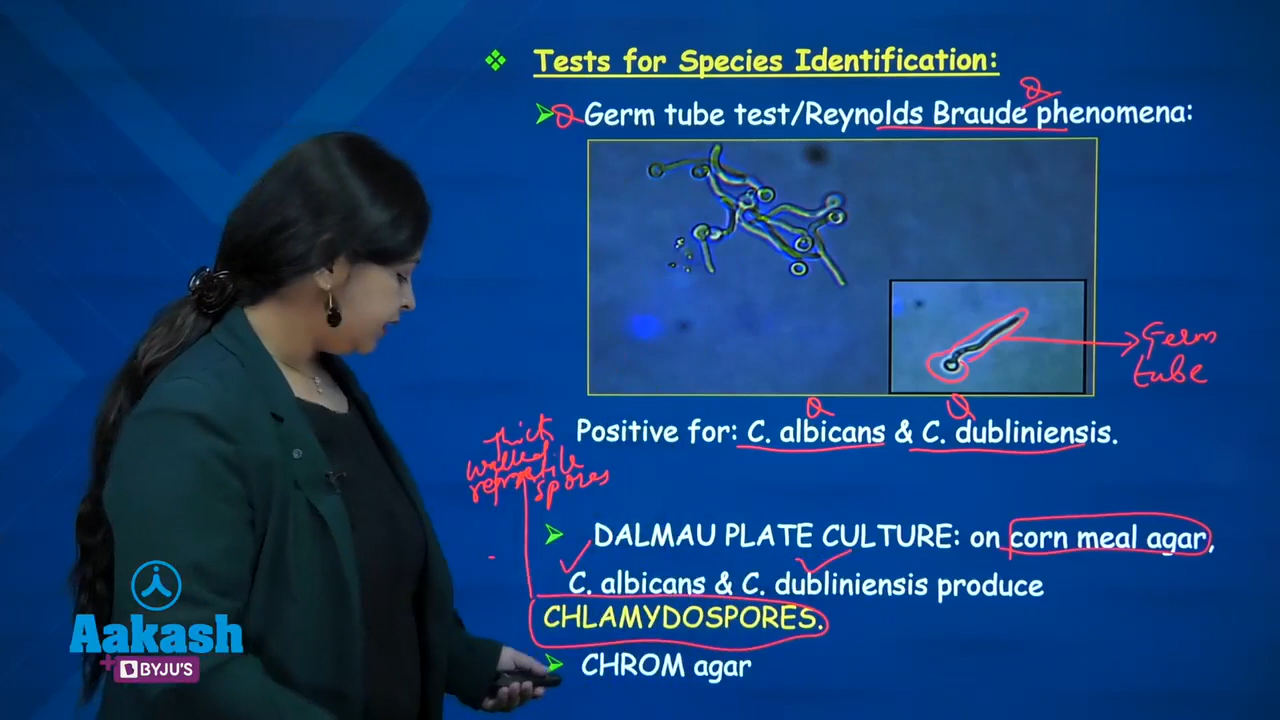 Tests for Species Identification:
Germ tube test/Reynolds Braude phenomena:
Germ
tube
Positive for: C. albicans & C. dubliniensis.
thick
walled
refractile
spores
DALMAU PLATE CULTURE: on corn meal agar,
C. albicans & C. dubliniensis produce
CHLAMYDOSPORES.
CHROM agar
Aakash
BYJU'S